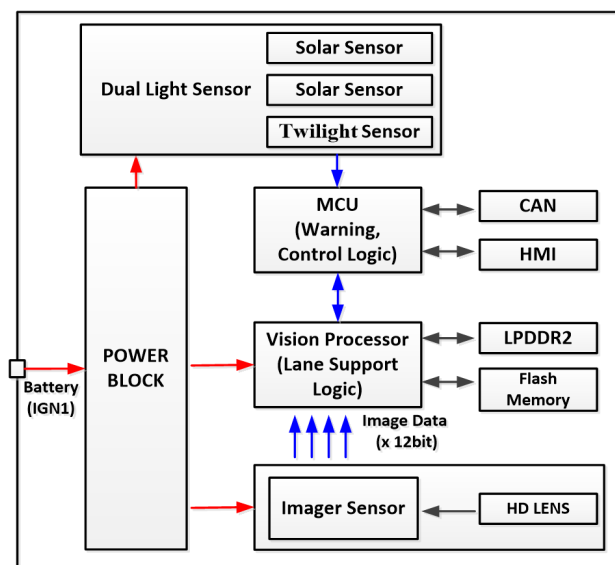 Solar Sensor
Dual Light Sensor
Solar Sensor
Twilight Sensor
MCU
(Warning,
Control Logic)
CAN
HMI
POWER
BLOCK
Battery
(IGN1)
Vision Processor
(Lane Support
Logic)
LPDDR2
Flash
Memory
Image Data
(x 12bit)
Imager Sensor
HD LENS